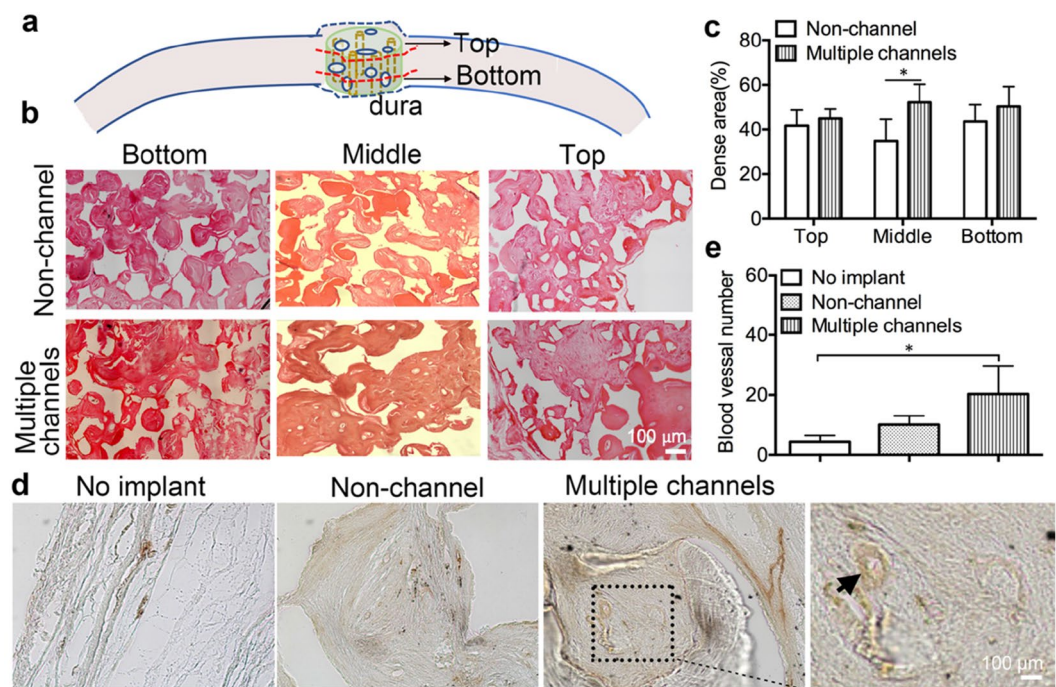 a
Top
Bottom
dura
b
Bottom Middle Top
Non-channel
Multiple
channels
100 µm
c
Non-channel
Multiple channels
Dense area(%)
80
60
40
20
0
*
Top Middle Bottom
e
No implant
Non-channel
Multiple channels
Blood vessal number
60
40
20
0
*
d
No implant Non-channel Multiple channels
100 µm